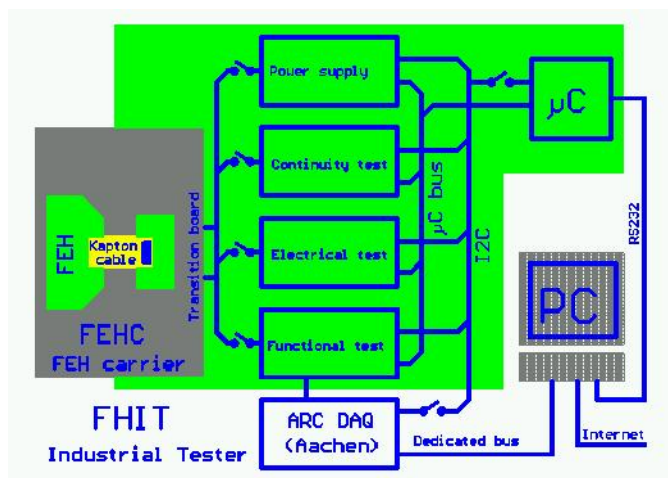 Power supply
µC
Continuity test
Transition board
µC bus
I2C
RS232
FEH
Kapton
cable
Electrical test
PC
FEHC
FEH carrier
Functional test
FHIT
Industrial Tester
ARC DAQ
(Aachen)
Dedicated bus
Internet